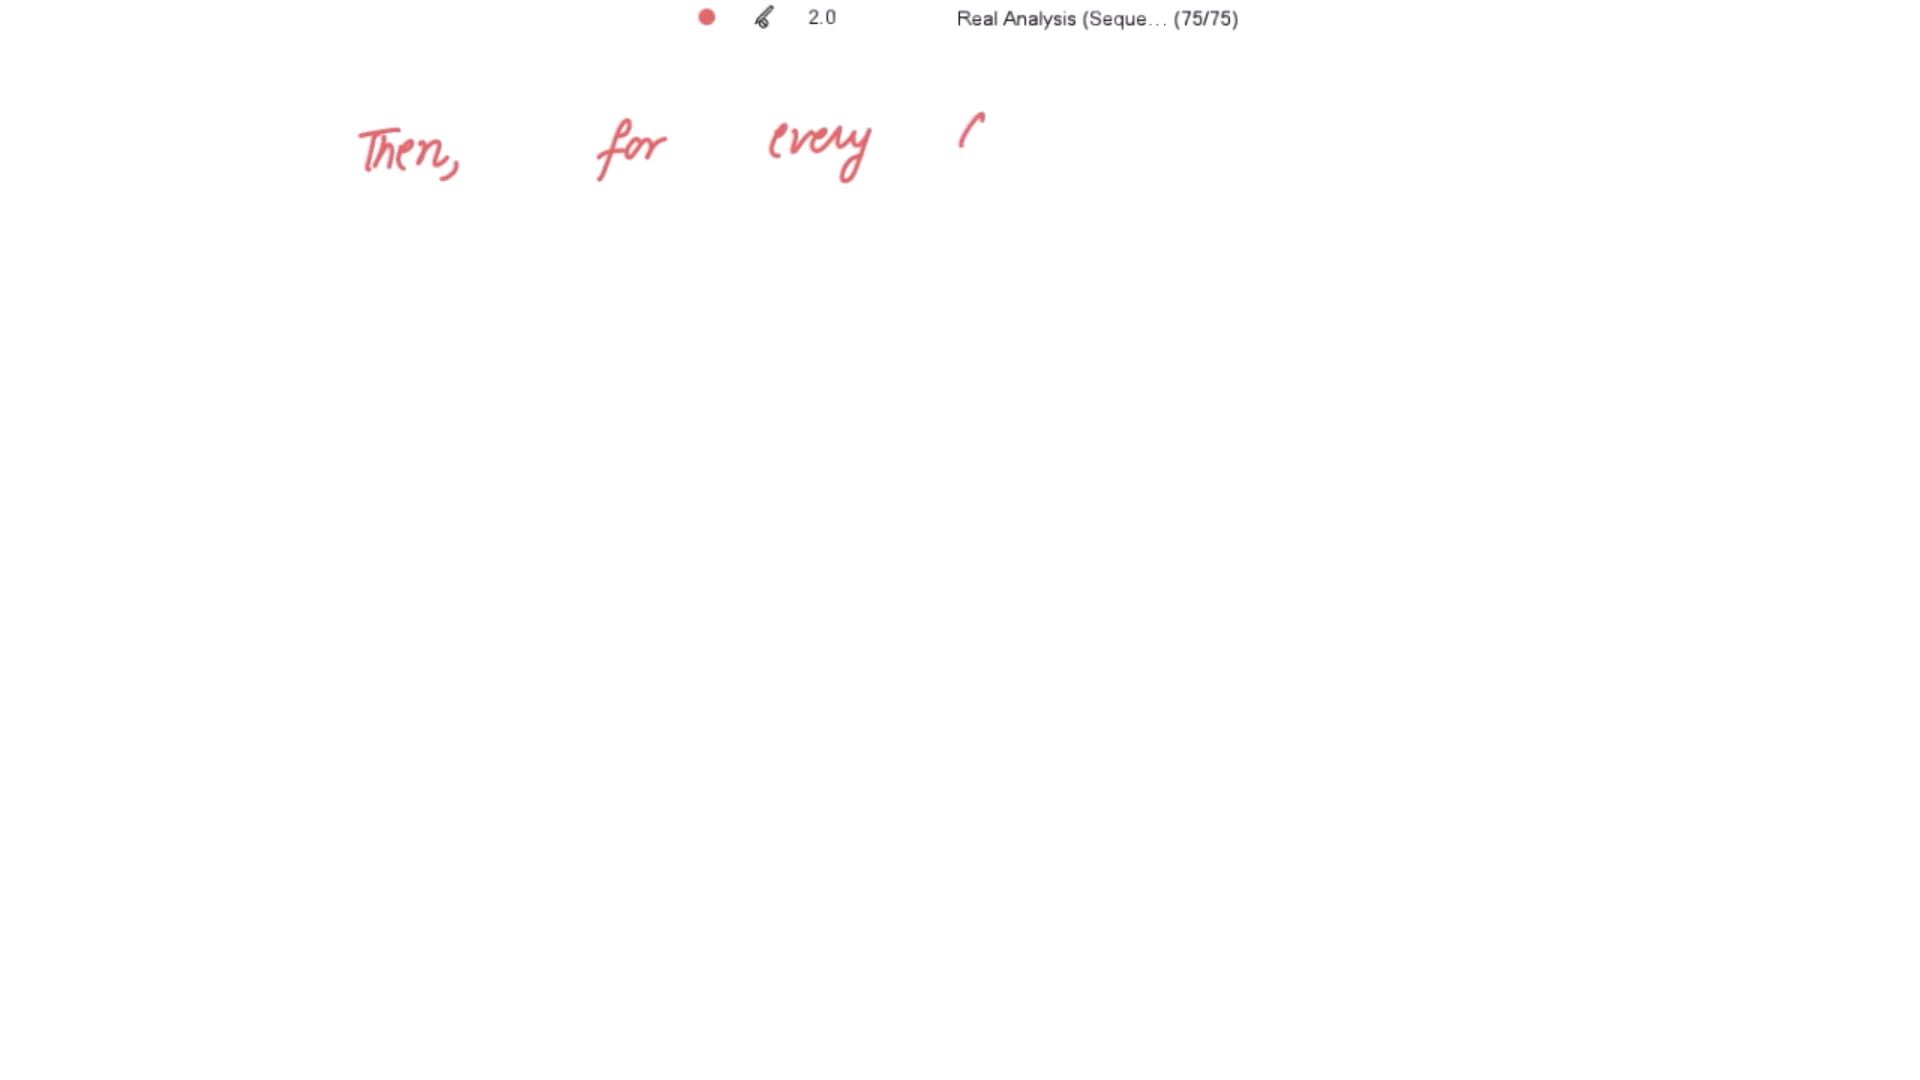 2.0 Real Analysis (Seque... (75/75)
Then, for every